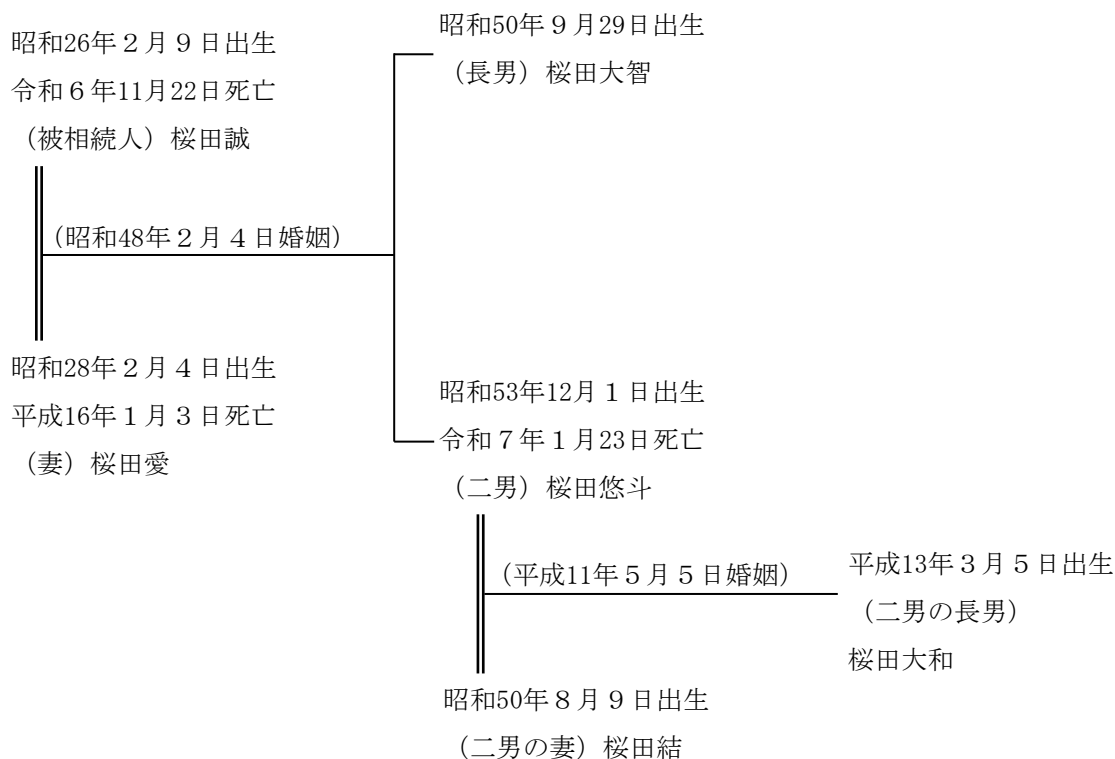 昭和26年２月９日出生
令和６年11月22日死亡
（被相続人）桜田誠
（昭和48年２月４日婚姻）
昭和28年２月４日出生
平成16年１月３日死亡
（妻）桜田愛
昭和50年９月29日出生
（長男）桜田大智
昭和53年12月１日出生
令和７年１月23日死亡
（二男）桜田悠斗
（平成11年５月５日婚姻）
昭和50年８月９日出生
（二男の妻）桜田結
平成13年３月５日出生
（二男の長男）
桜田大和